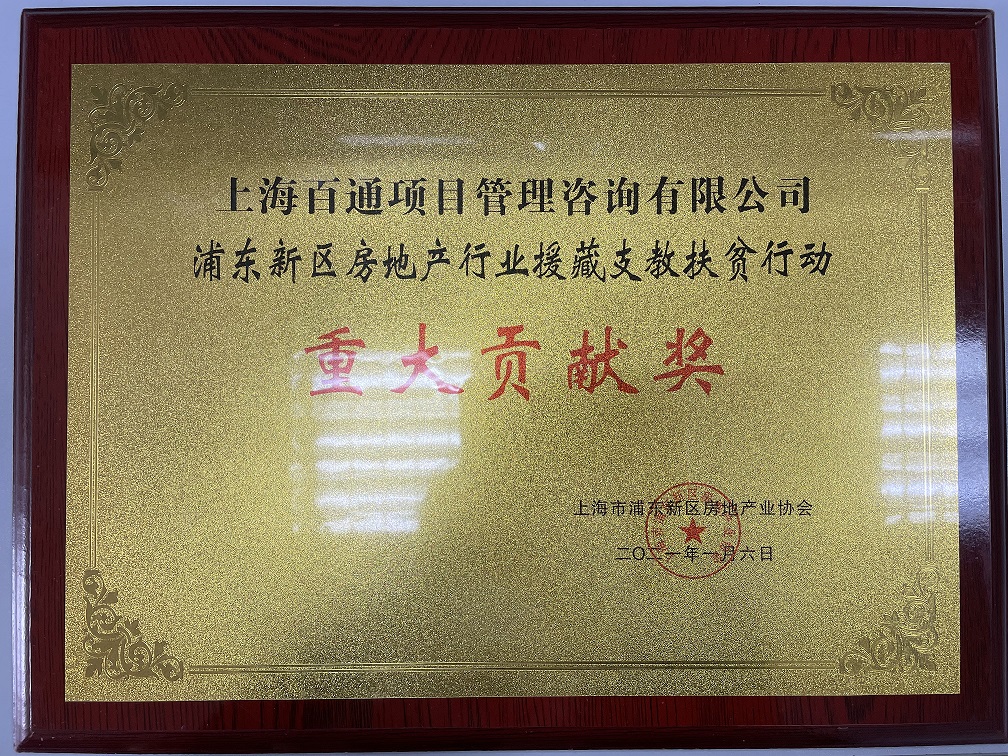 上海百通项目管理咨询有限公司
浦东新区房地产行业援藏支教扶贫行动
重大贡献奖
上海市浦东新区房地产业协会
二〇二一年一月六日